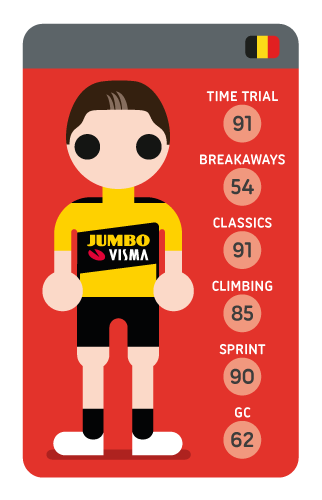 TIME TRIAL
91
BREAKAWAYS
54
CLASSICS
91
CLIMBING
85
SPRINT
90
GC
62
JUMBO
VISMA